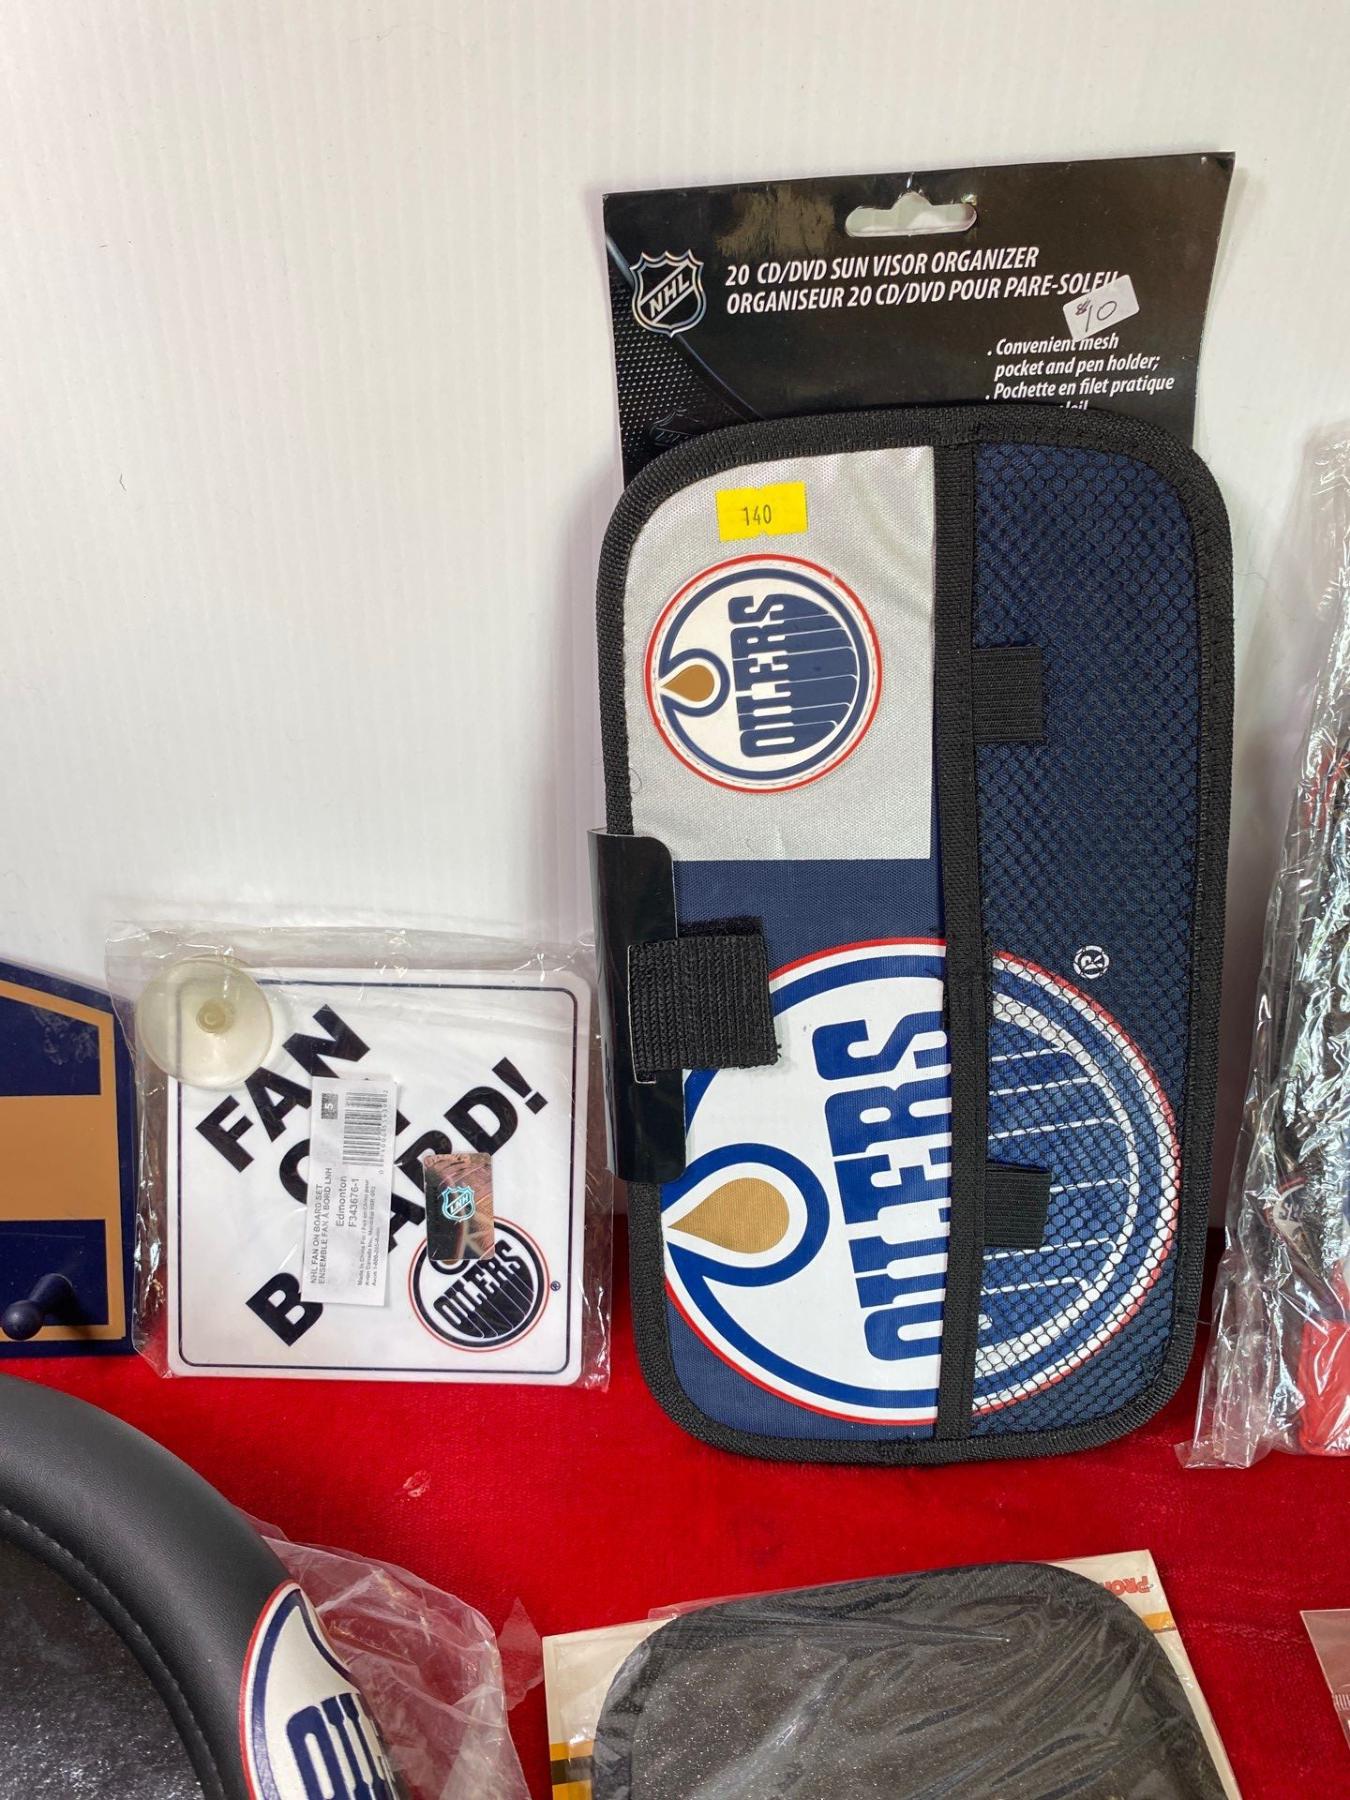 NHL
20 CD/DVD SUN VISOR ORGANIZER
ORGANISEUR 20 CD/DVD POUR PARE-SOLEIL
$10
. Convenient mesh
pocket and pen holder;
. Pochette en filet pratique
140
OILERS
®
OILERS
FAN
BOARD!
NHL FAN ON BOARD SET
ENSEMBLE FAN À BORD LNH
5
Edmonton
F343676-1
OILERS
®
OIL